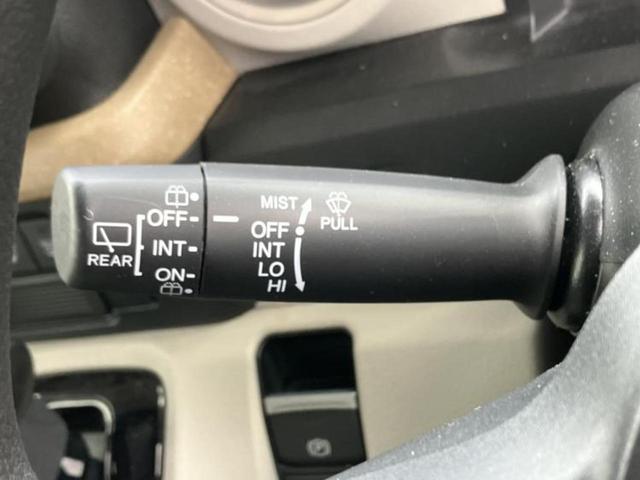 OFF
INT
ON
REAR
MIST
OFF
INT
LO
HI
PULL